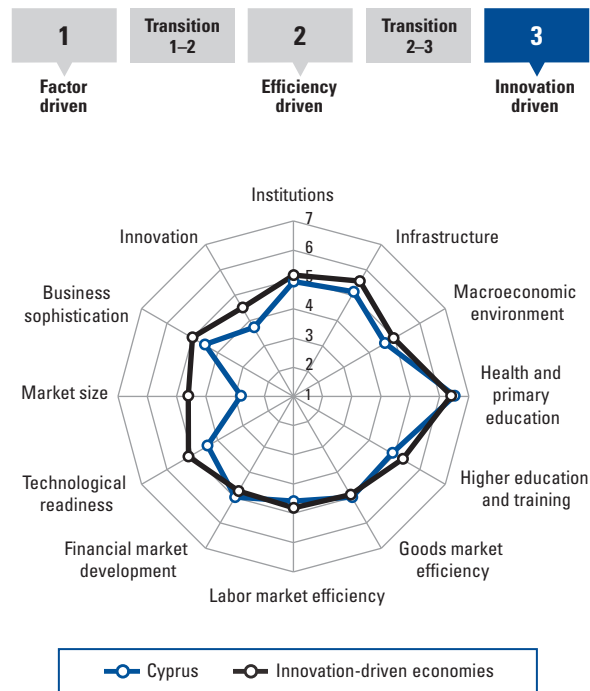 1
Transition
1–2
2
Transition
2–3
3
Factor
driven
Efficiency
driven
Innovation
driven
Institutions
7
Innovation
Infrastructure
6
5
Business
sophistication
Macroeconomic
environment
4
3
2
Market size
1
Health and
primary
education
Technological
readiness
Higher education
and training
Financial market
development
Goods market
efficiency
Labor market efficiency
Cyprus
Innovation-driven economies